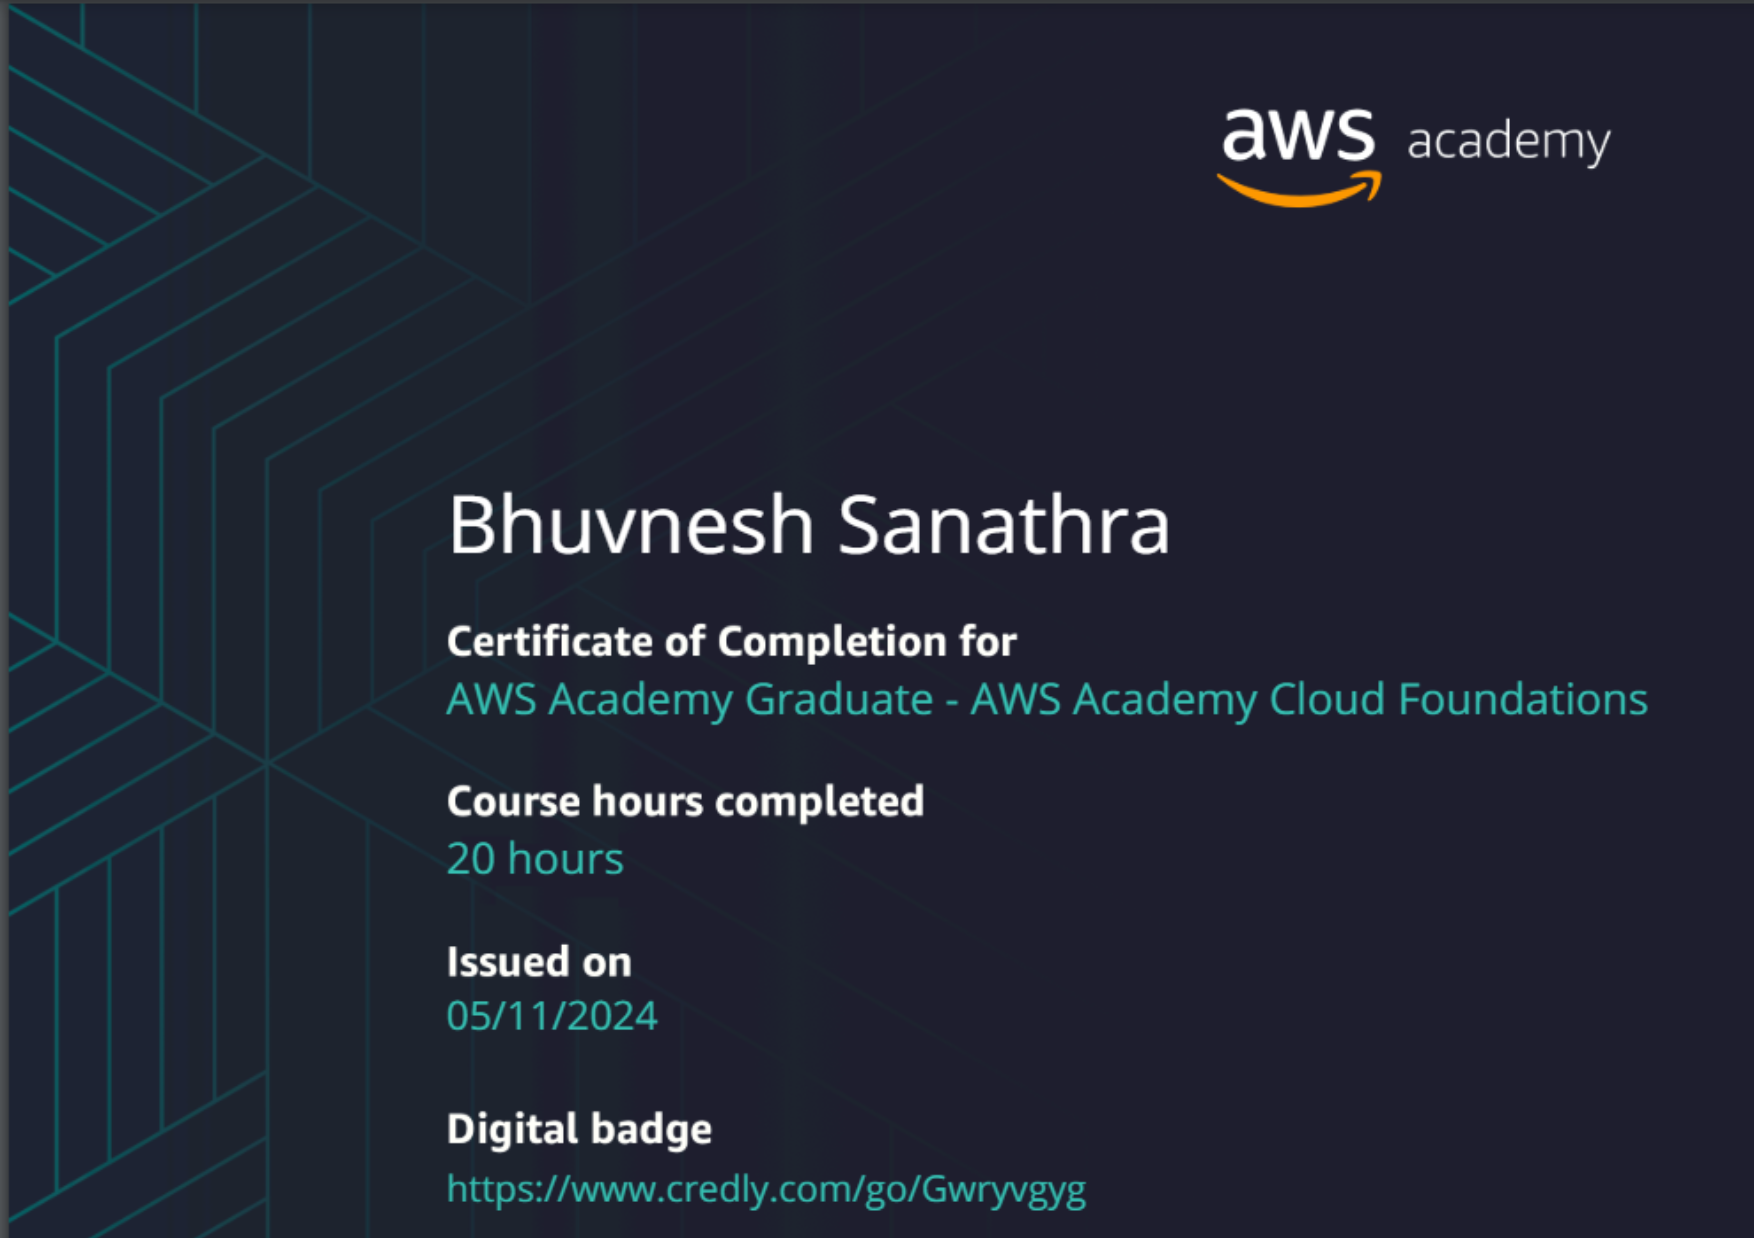 aws academy
Bhuvnesh Sanathra
Certificate of Completion for
AWS Academy Graduate - AWS Academy Cloud Foundations
Course hours completed
20 hours
Issued on
05/11/2024
Digital badge
https://www.credly.com/go/Gwryvgyg